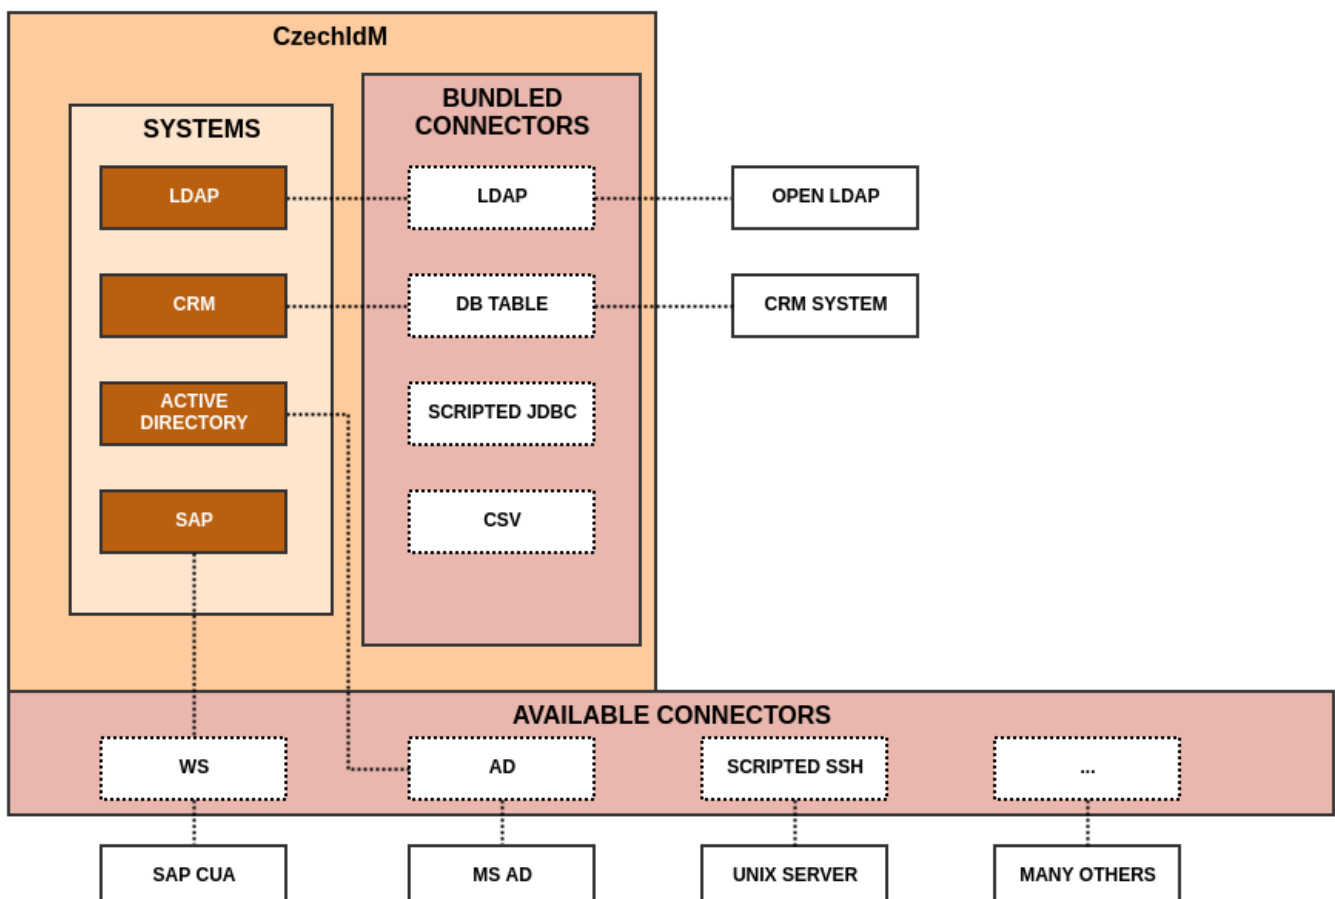 CzechIdM
SYSTEMS
LDAP
CRM
ACTIVE
DIRECTORY
SAP
BUNDLED
CONNECTORS
LDAP
DB TABLE
SCRIPTED JDBC
CSV
OPEN LDAP
CRM SYSTEM
AVAILABLE CONNECTORS
WS
AD
SCRIPTED SSH
...
SAP CUA
MS AD
UNIX SERVER
MANY OTHERS